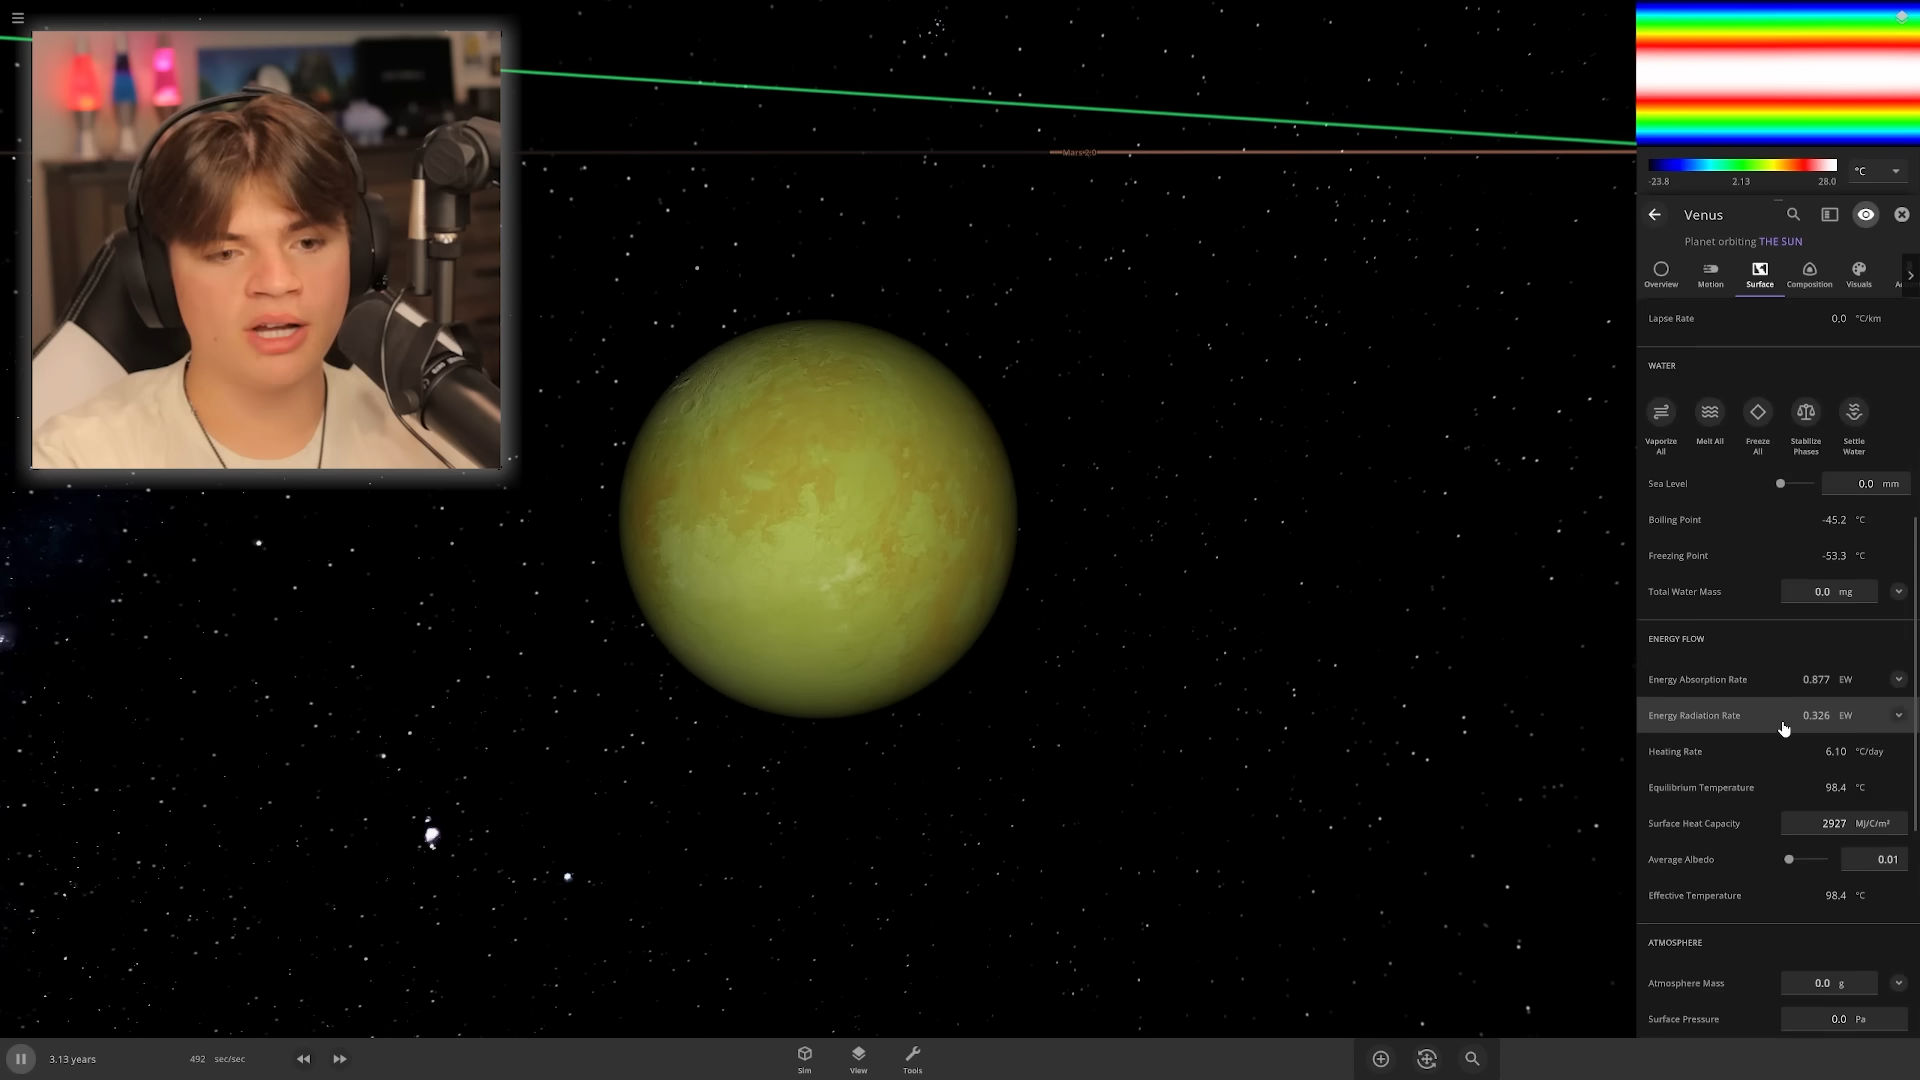 Mars 2.0
-23.8 2.13 28.0
°C
Venus
Planet orbiting THE SUN
Overview Motion Surface Composition Visuals
Lapse Rate 0.0 °C/km
WATER
Vaporize All
Melt All
Freeze All
Stabilize Phases
Settle Water
Sea Level 0.0 mm
Boiling Point -45.2 °C
Freezing Point -53.3 °C
Total Water Mass 0.0 mg
ENERGY FLOW
Energy Absorption Rate 0.877 EW
Energy Radiation Rate 0.326 EW
Heating Rate 6.10 °C/day
Equilibrium Temperature 98.4 °C
Surface Heat Capacity 2927 MJ/C/m²
Average Albedo 0.01
Effective Temperature 98.4 °C
ATMOSPHERE
Atmosphere Mass 0.0 g
Surface Pressure 0.0 Pa
3.13 years 492 sec/sec
Sim View Tools